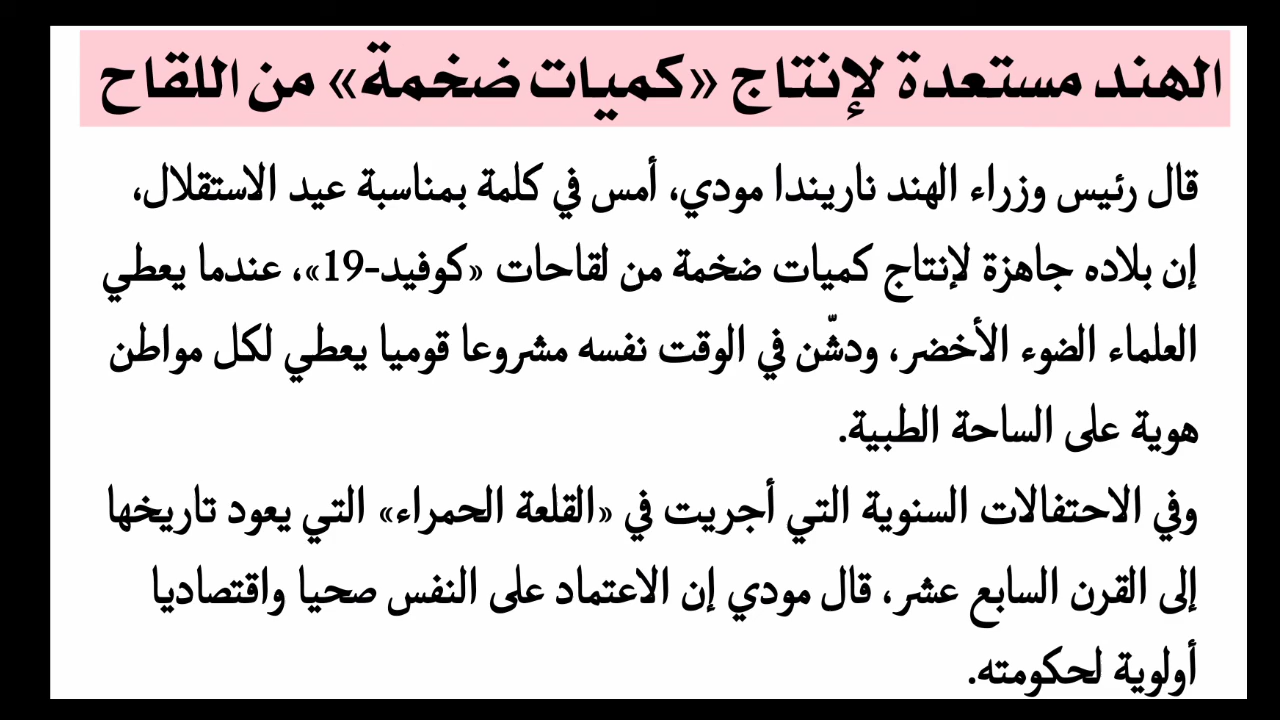 الهند مستعدة لإنتاج «كميات ضخمة» من اللقاح
قال رئيس وزراء الهند ناريندا مودي، أمس في كلمة بمناسبة عيد الاستقلال،
إن بلاده جاهزة لإنتاج كميات ضخمة من لقاحات «كوفيد-19»، عندما يعطي
العلماء الضوء الأخضر، ودشّن في الوقت نفسه مشروعا قوميا يعطي لكل مواطن
هوية على الساحة الطبية.
وفي الاحتفالات السنوية التي أجريت في «القلعة الحمراء» التي يعود تاريخها
إلى القرن السابع عشر، قال مودي إن الاعتماد على النفس صحيا واقتصاديا
أولوية لحكومته.